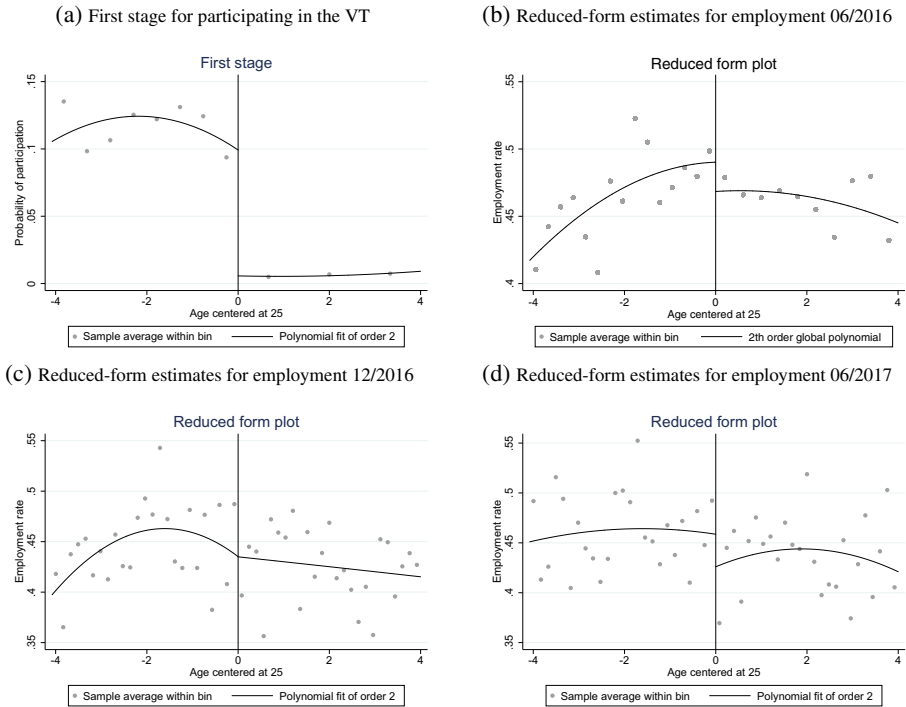 (a) First stage for participating in the VT
First stage
Probability of participation
.15
.1
.05
0
-4 -2 0 2 4
Age centered at 25
Sample average within bin Polynomial fit of order 2
(b) Reduced-form estimates for employment 06/2016
Reduced form plot
Employment rate
.55
.5
.45
.4
-4 -2 0 2 4
Age centered at 25
Sample average within bin 2th order global polynomial
(c) Reduced-form estimates for employment 12/2016
Reduced form plot
Employment rate
.55
.5
.45
.4
.35
-4 -2 0 2 4
Age centered at 25
Sample average within bin Polynomial fit of order 2
(d) Reduced-form estimates for employment 06/2017
Reduced form plot
Employment rate
.55
.5
.45
.4
.35
-4 -2 0 2 4
Age centered at 25
Sample average within bin Polynomial fit of order 2